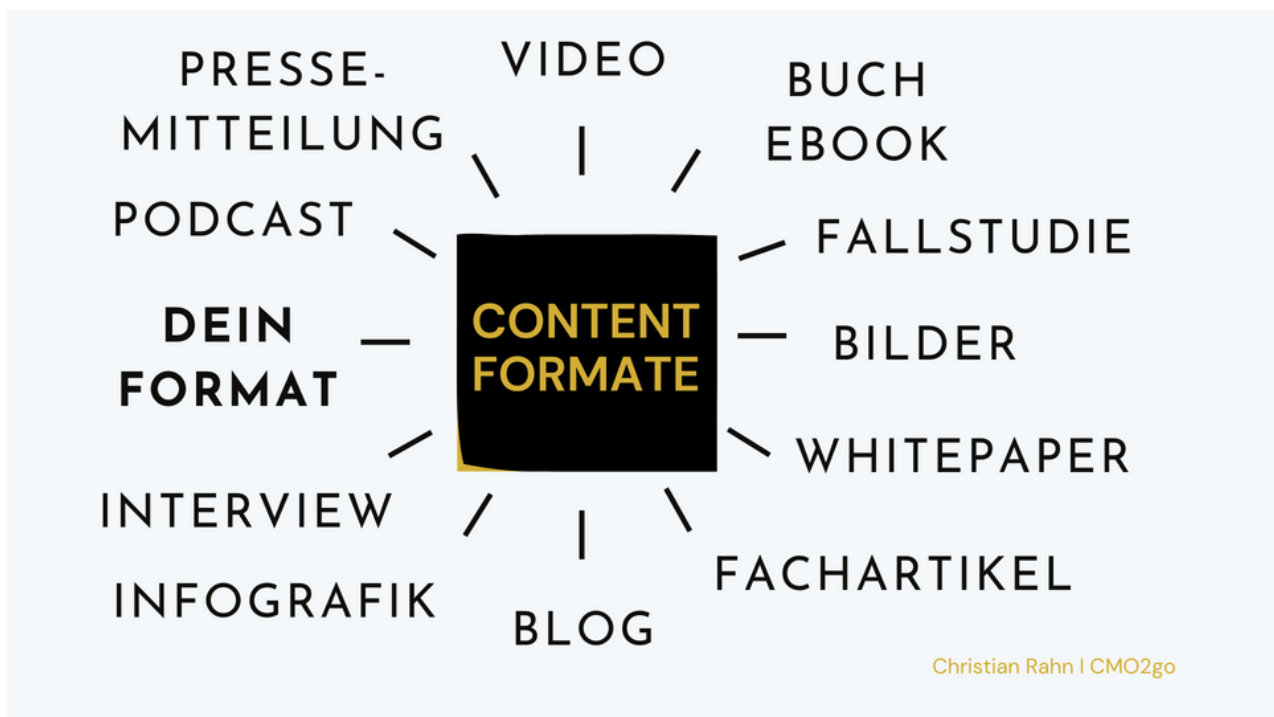 PRESSE-
MITTEILUNG
VIDEO
BUCH
EBOOK
PODCAST
FALLSTUDIE
DEIN
FORMAT
CONTENT
FORMATE
BILDER
WHITEPAPER
INTERVIEW
INFOGRAFIK
BLOG
FACHARTIKEL
Christian Rahn I CMO2go